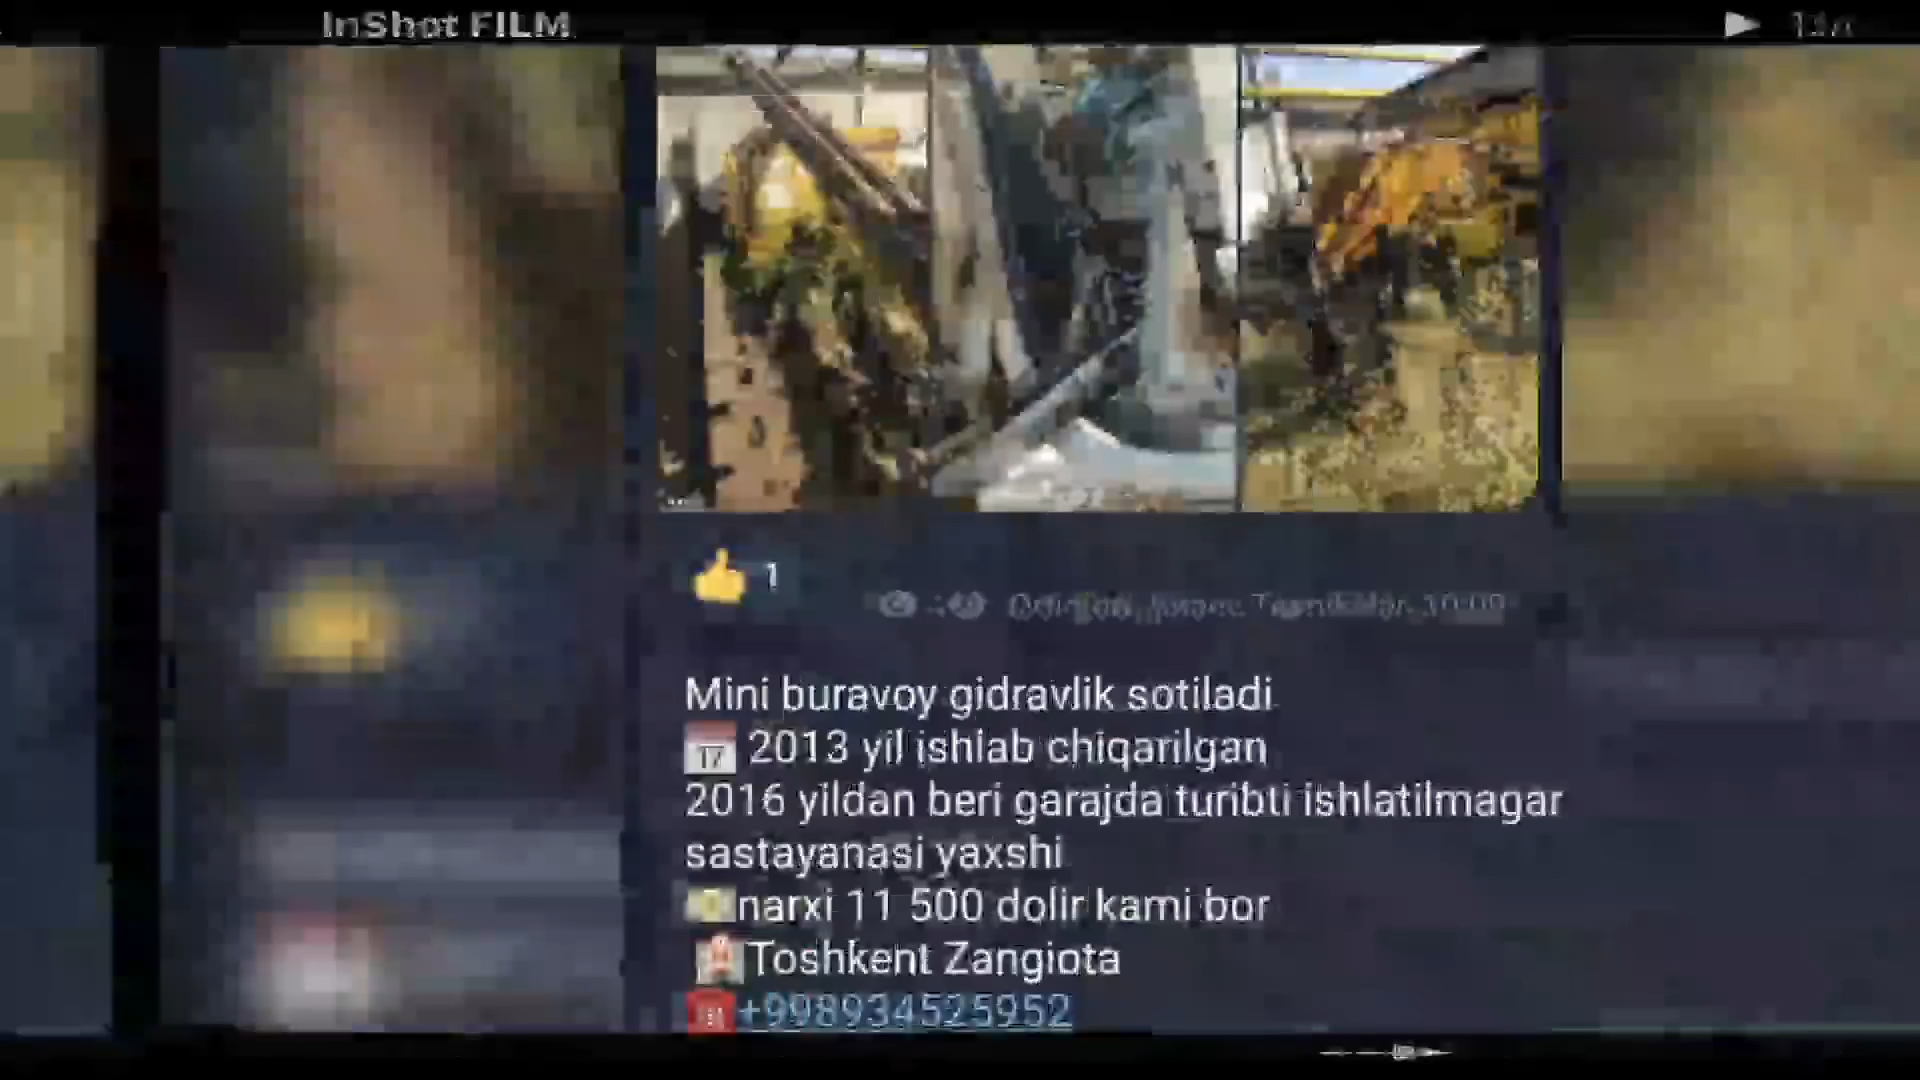 InShot FILM
1
Mini buravoy gidravlik sotiladi
17 2013 yil ishlab chiqarilgan
2016 yildan beri garajda turibti ishlatilmagar
sastayanasi yaxshi
narxi 11 500 dolir kami bor
Toshkent Zangiota
+998934525952